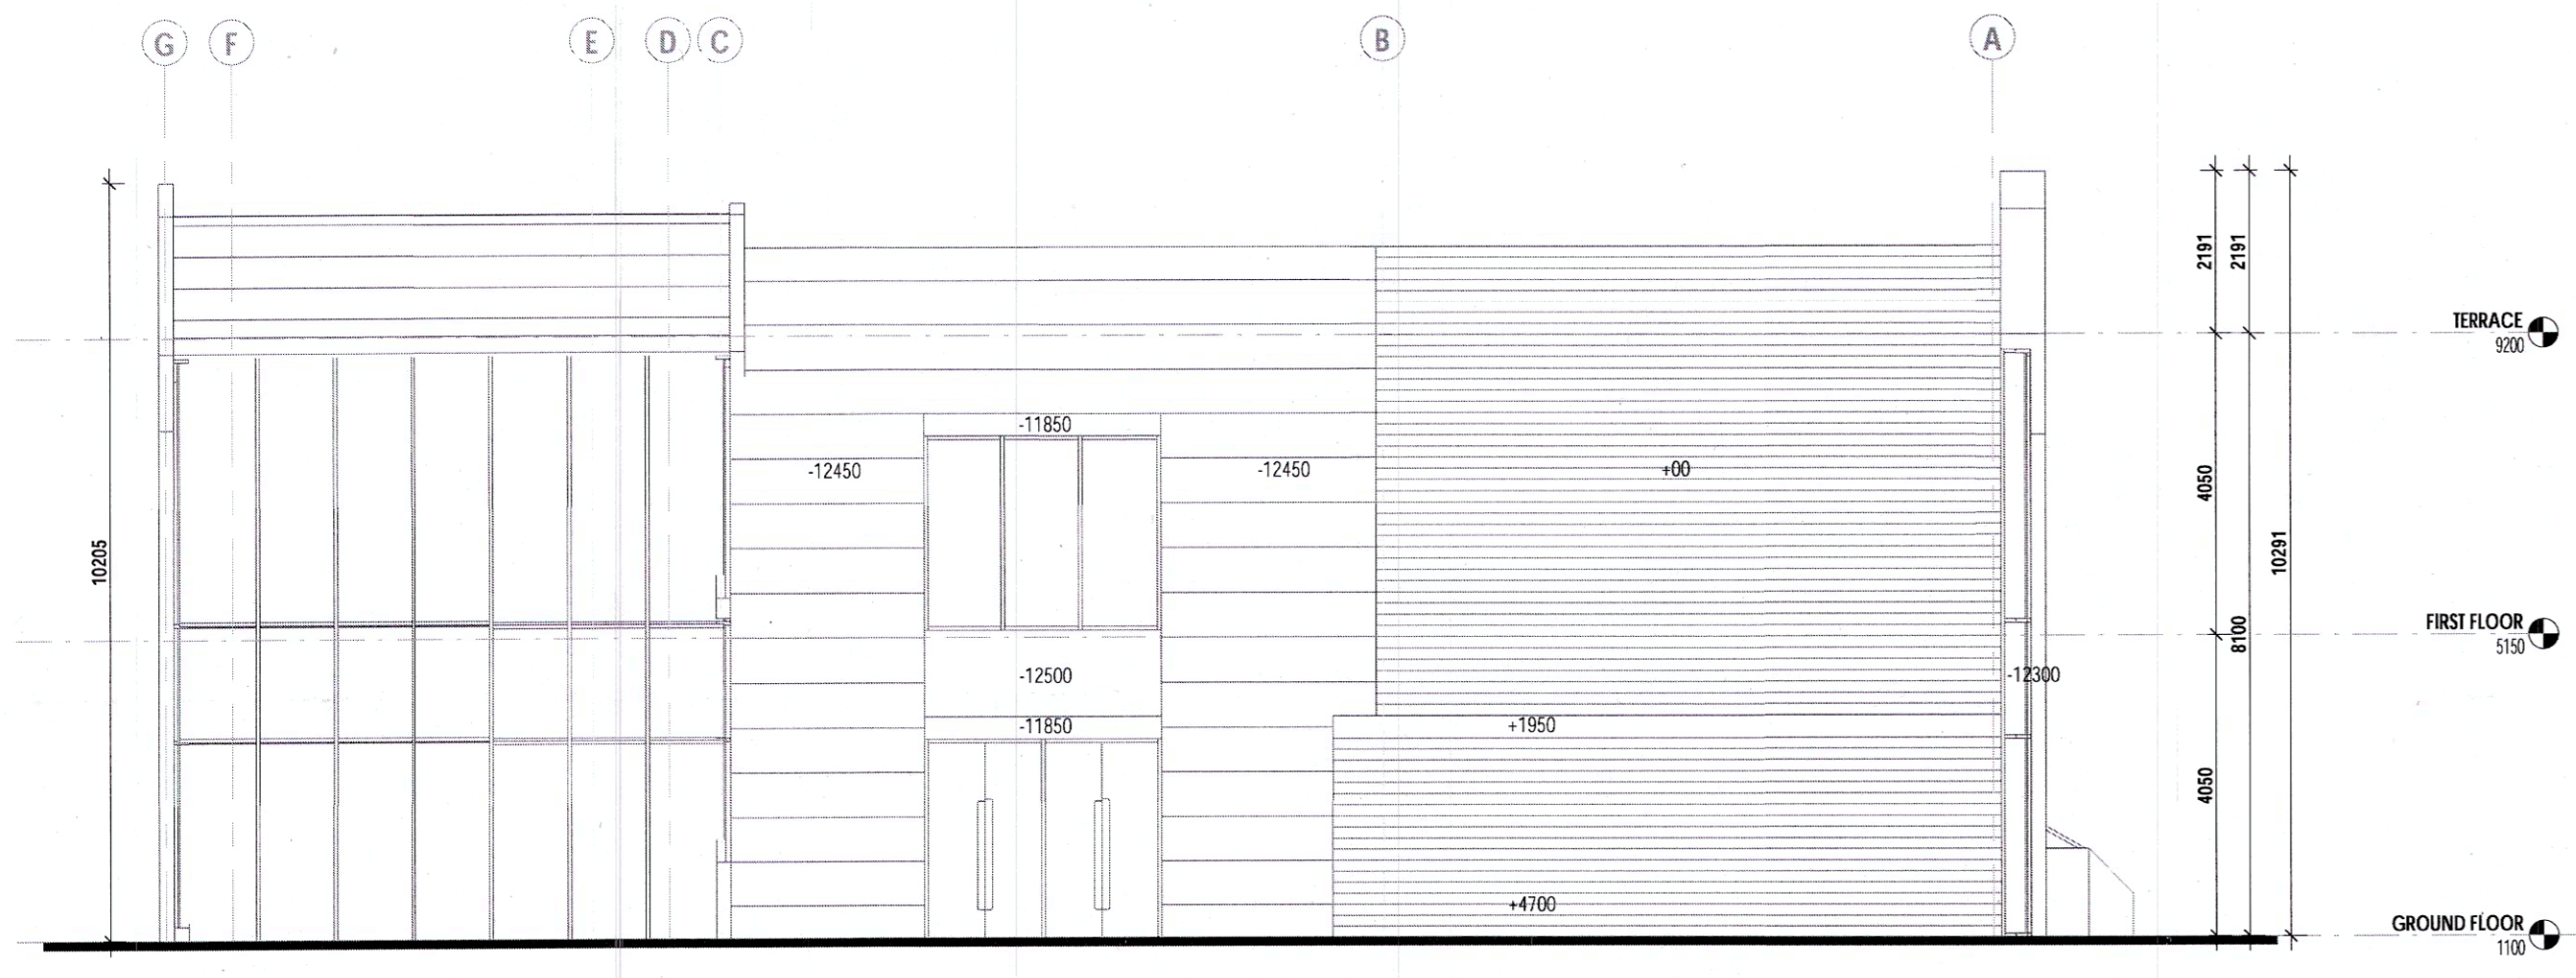 G F E D C B A
2191 2191
TERRACE
9200
-11850
-12450 -12450 +00 4050
10205 10291
FIRST FLOOR
5150
8100
-12500 -12300
-11850 +1950
4050
+4700
GROUND FLOOR
1100